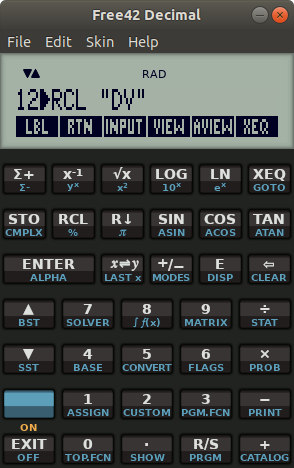 Free42 Decimal
File Edit Skin Help
▼▲ RAD
12▶RCL "DV"
LBL RTN INPUT VIEW AVIEW XEQ
Σ+ x⁻¹ √x LOG LN XEQ
Σ- yˣ x² 10ˣ eˣ GOTO
STO RCL R↓ SIN COS TAN
CMPLX % π ASIN ACOS ATAN
ENTER x⇌y +/− E ⇦
ALPHA LAST x MODES DISP CLEAR
▲ 7 8 9 ÷
BST SOLVER ∫f(x) MATRIX STAT
▼ 4 5 6 ×
SST BASE CONVERT FLAGS PROB
1 2 3 −
ASSIGN CUSTOM PGM.FCN PRINT
ON
EXIT 0 · R/S +
OFF TOP.FCN SHOW PRGM CATALOG